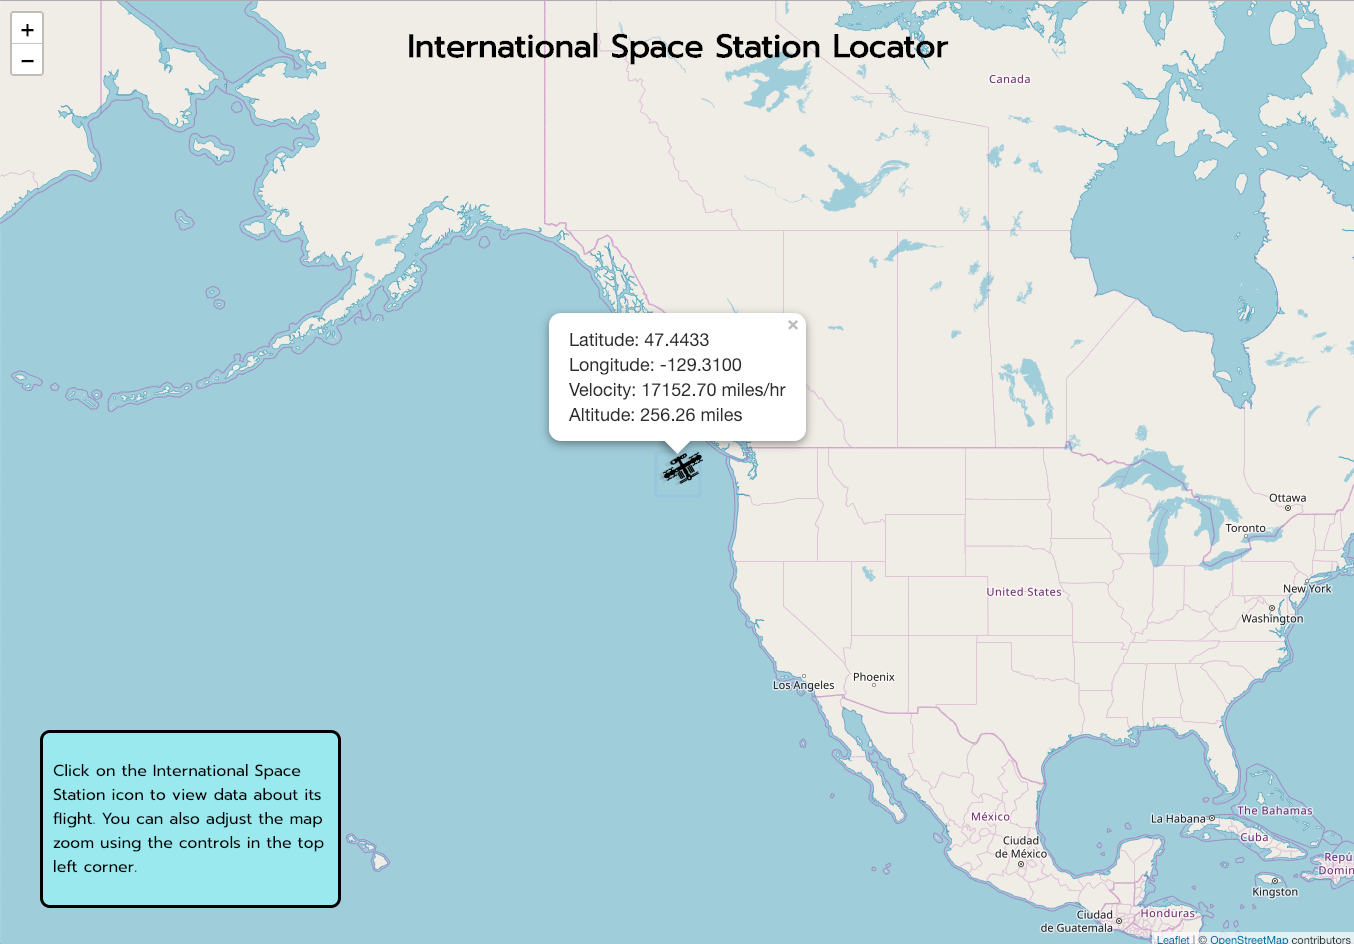 +
−
International Space Station Locator
Canada
×
Latitude: 47.4433
Longitude: -129.3100
Velocity: 17152.70 miles/hr
Altitude: 256.26 miles
Ottawa
Toronto
United States
New York
Washington
Los Angeles
Phoenix
Click on the International Space
Station icon to view data about its
flight. You can also adjust the map
zoom using the controls in the top
left corner.
México
Ciudad
de México
La Habana
The Bahamas
Cuba
Repú
Domin
Kingston
Ciudad
de Guatemala
Honduras
Leaflet | © OpenStreetMap contributors